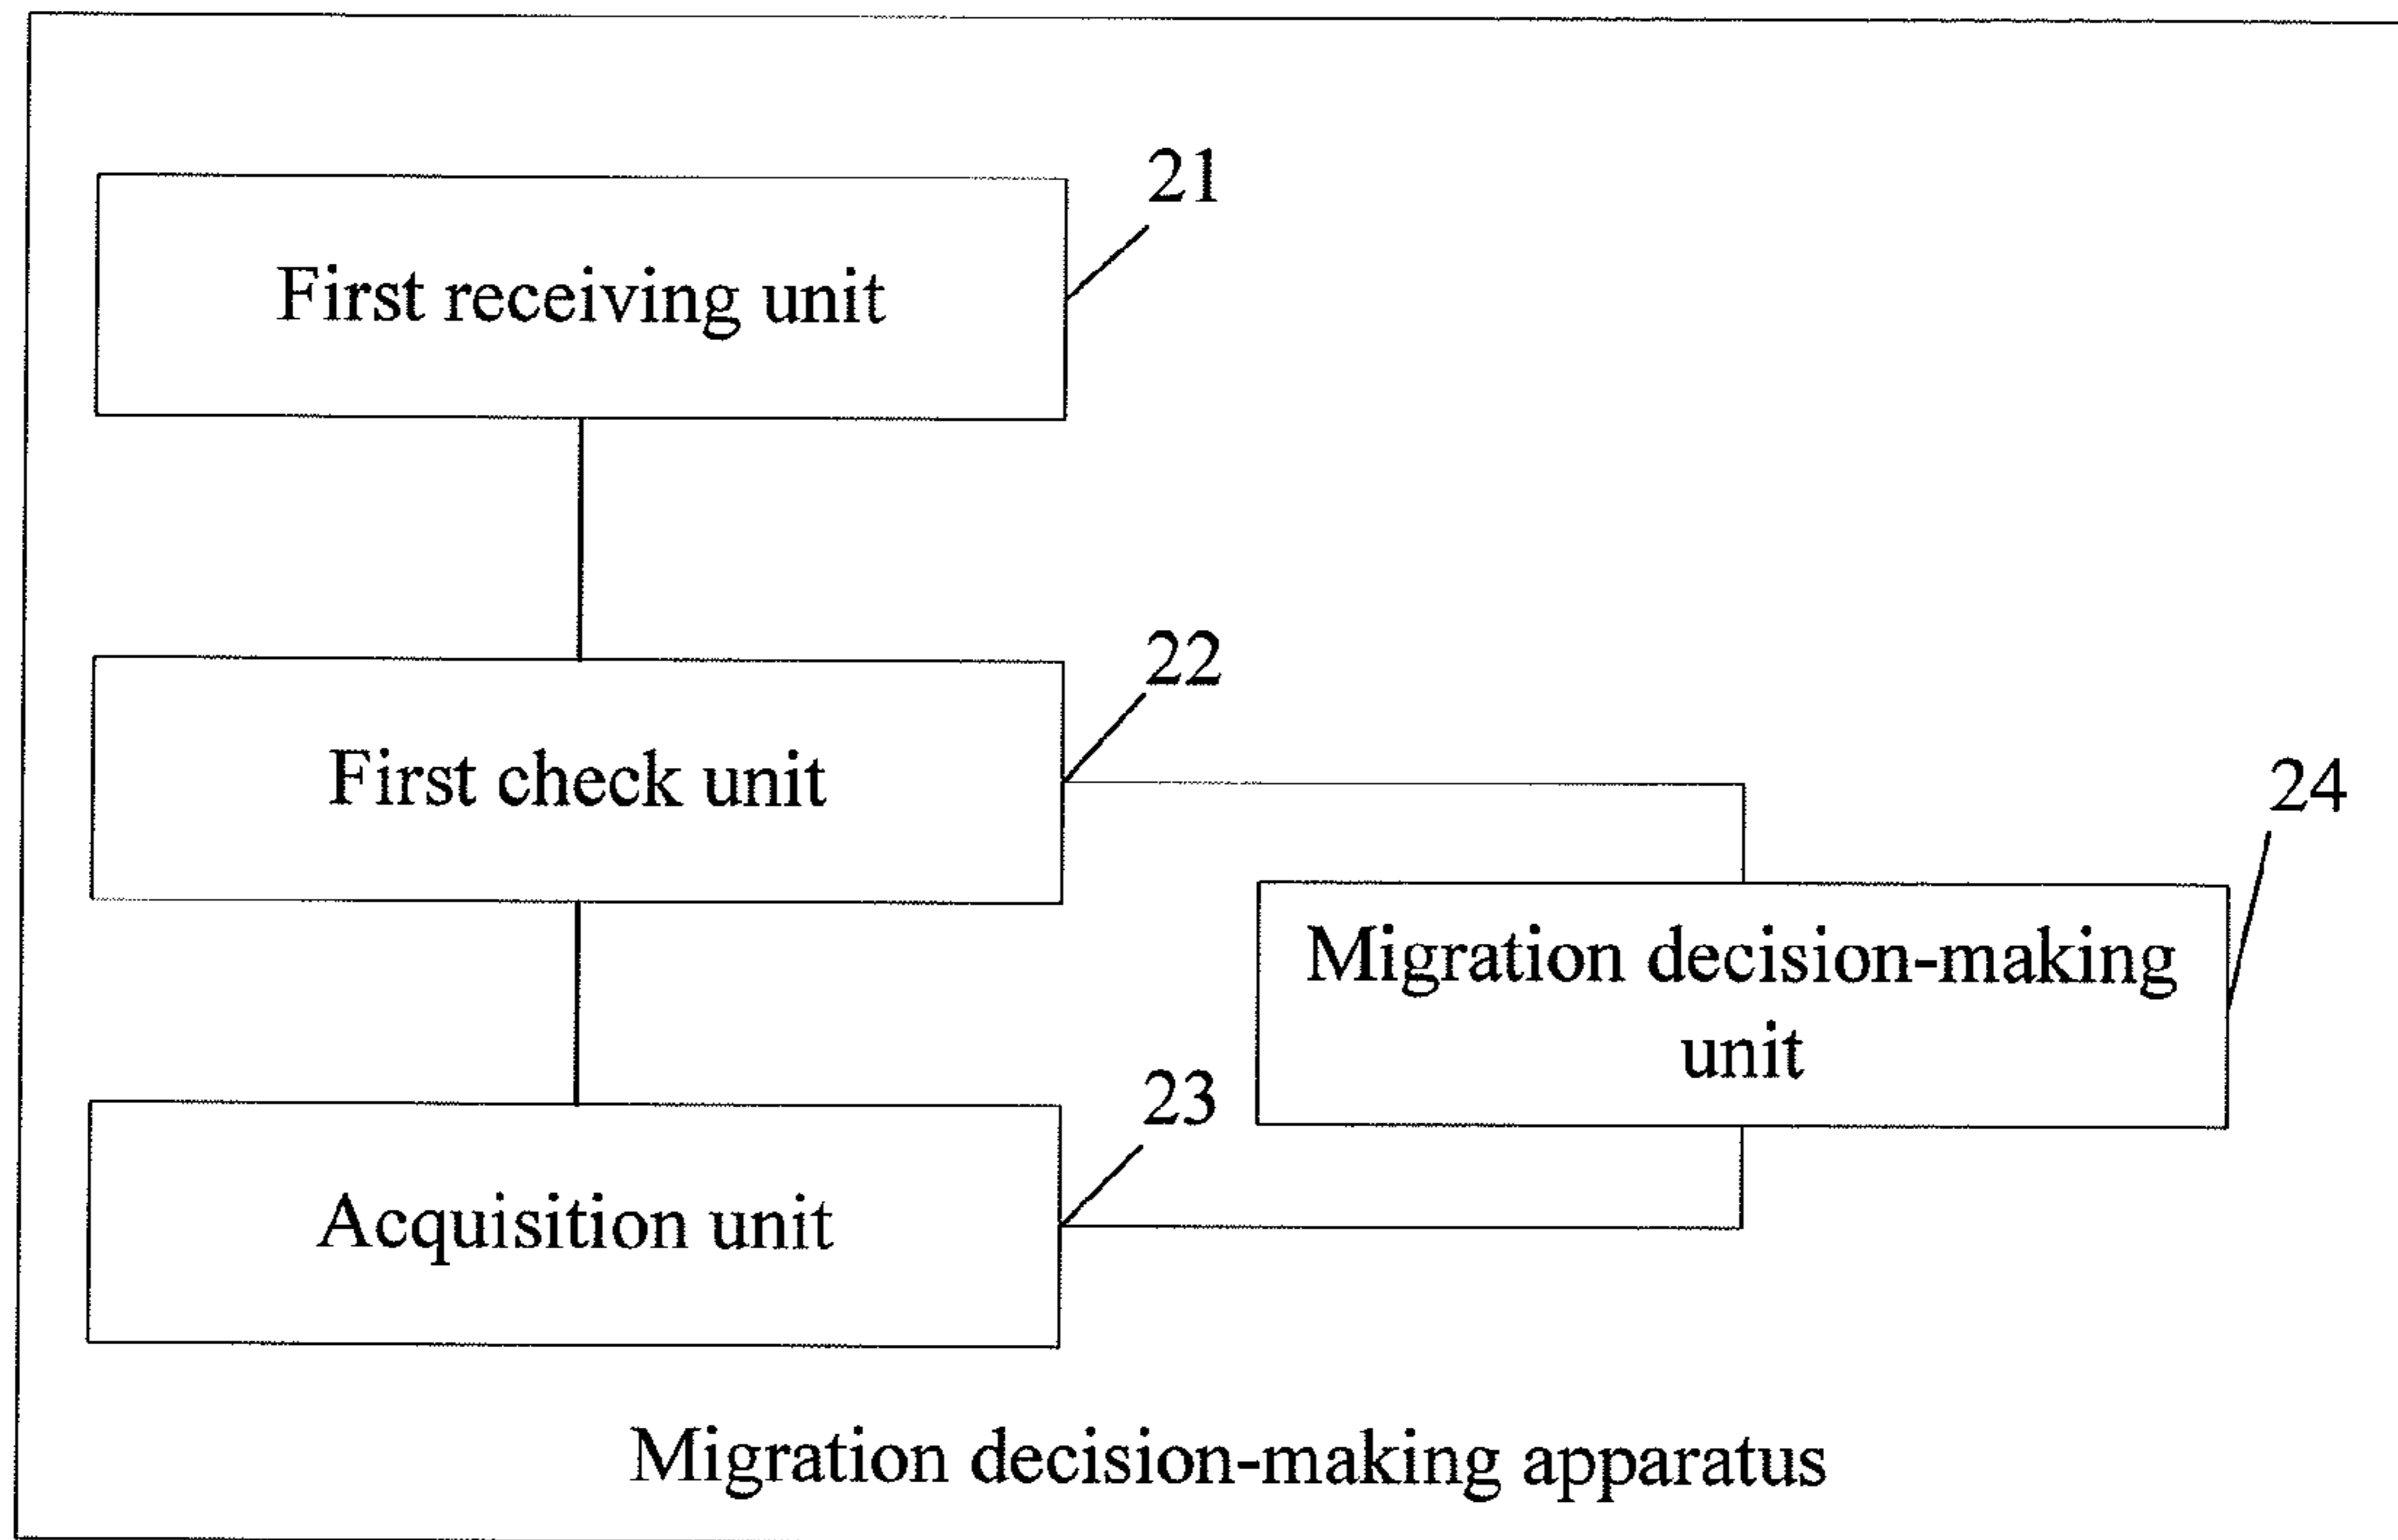 21
First receiving unit
22
First check unit
24
Migration decision-making
unit
23
Acquisition unit
Migration decision-making apparatus